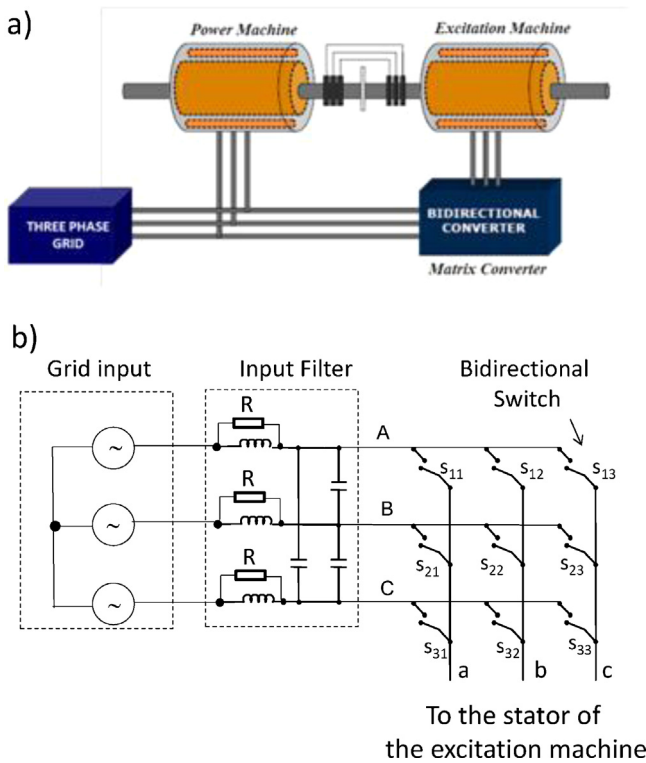 a)
Power Machine
Excitation Machine
THREE PHASE
GRID
BIDIRECTIONAL
CONVERTER
Matrix Converter
b)
Grid input
Input Filter
Bidirectional
Switch
R
A
~
S11
S12
S13
R
B
~
S21
S22
S23
R
C
~
S31
S32
S33
a
b
c
To the stator of
the excitation machine